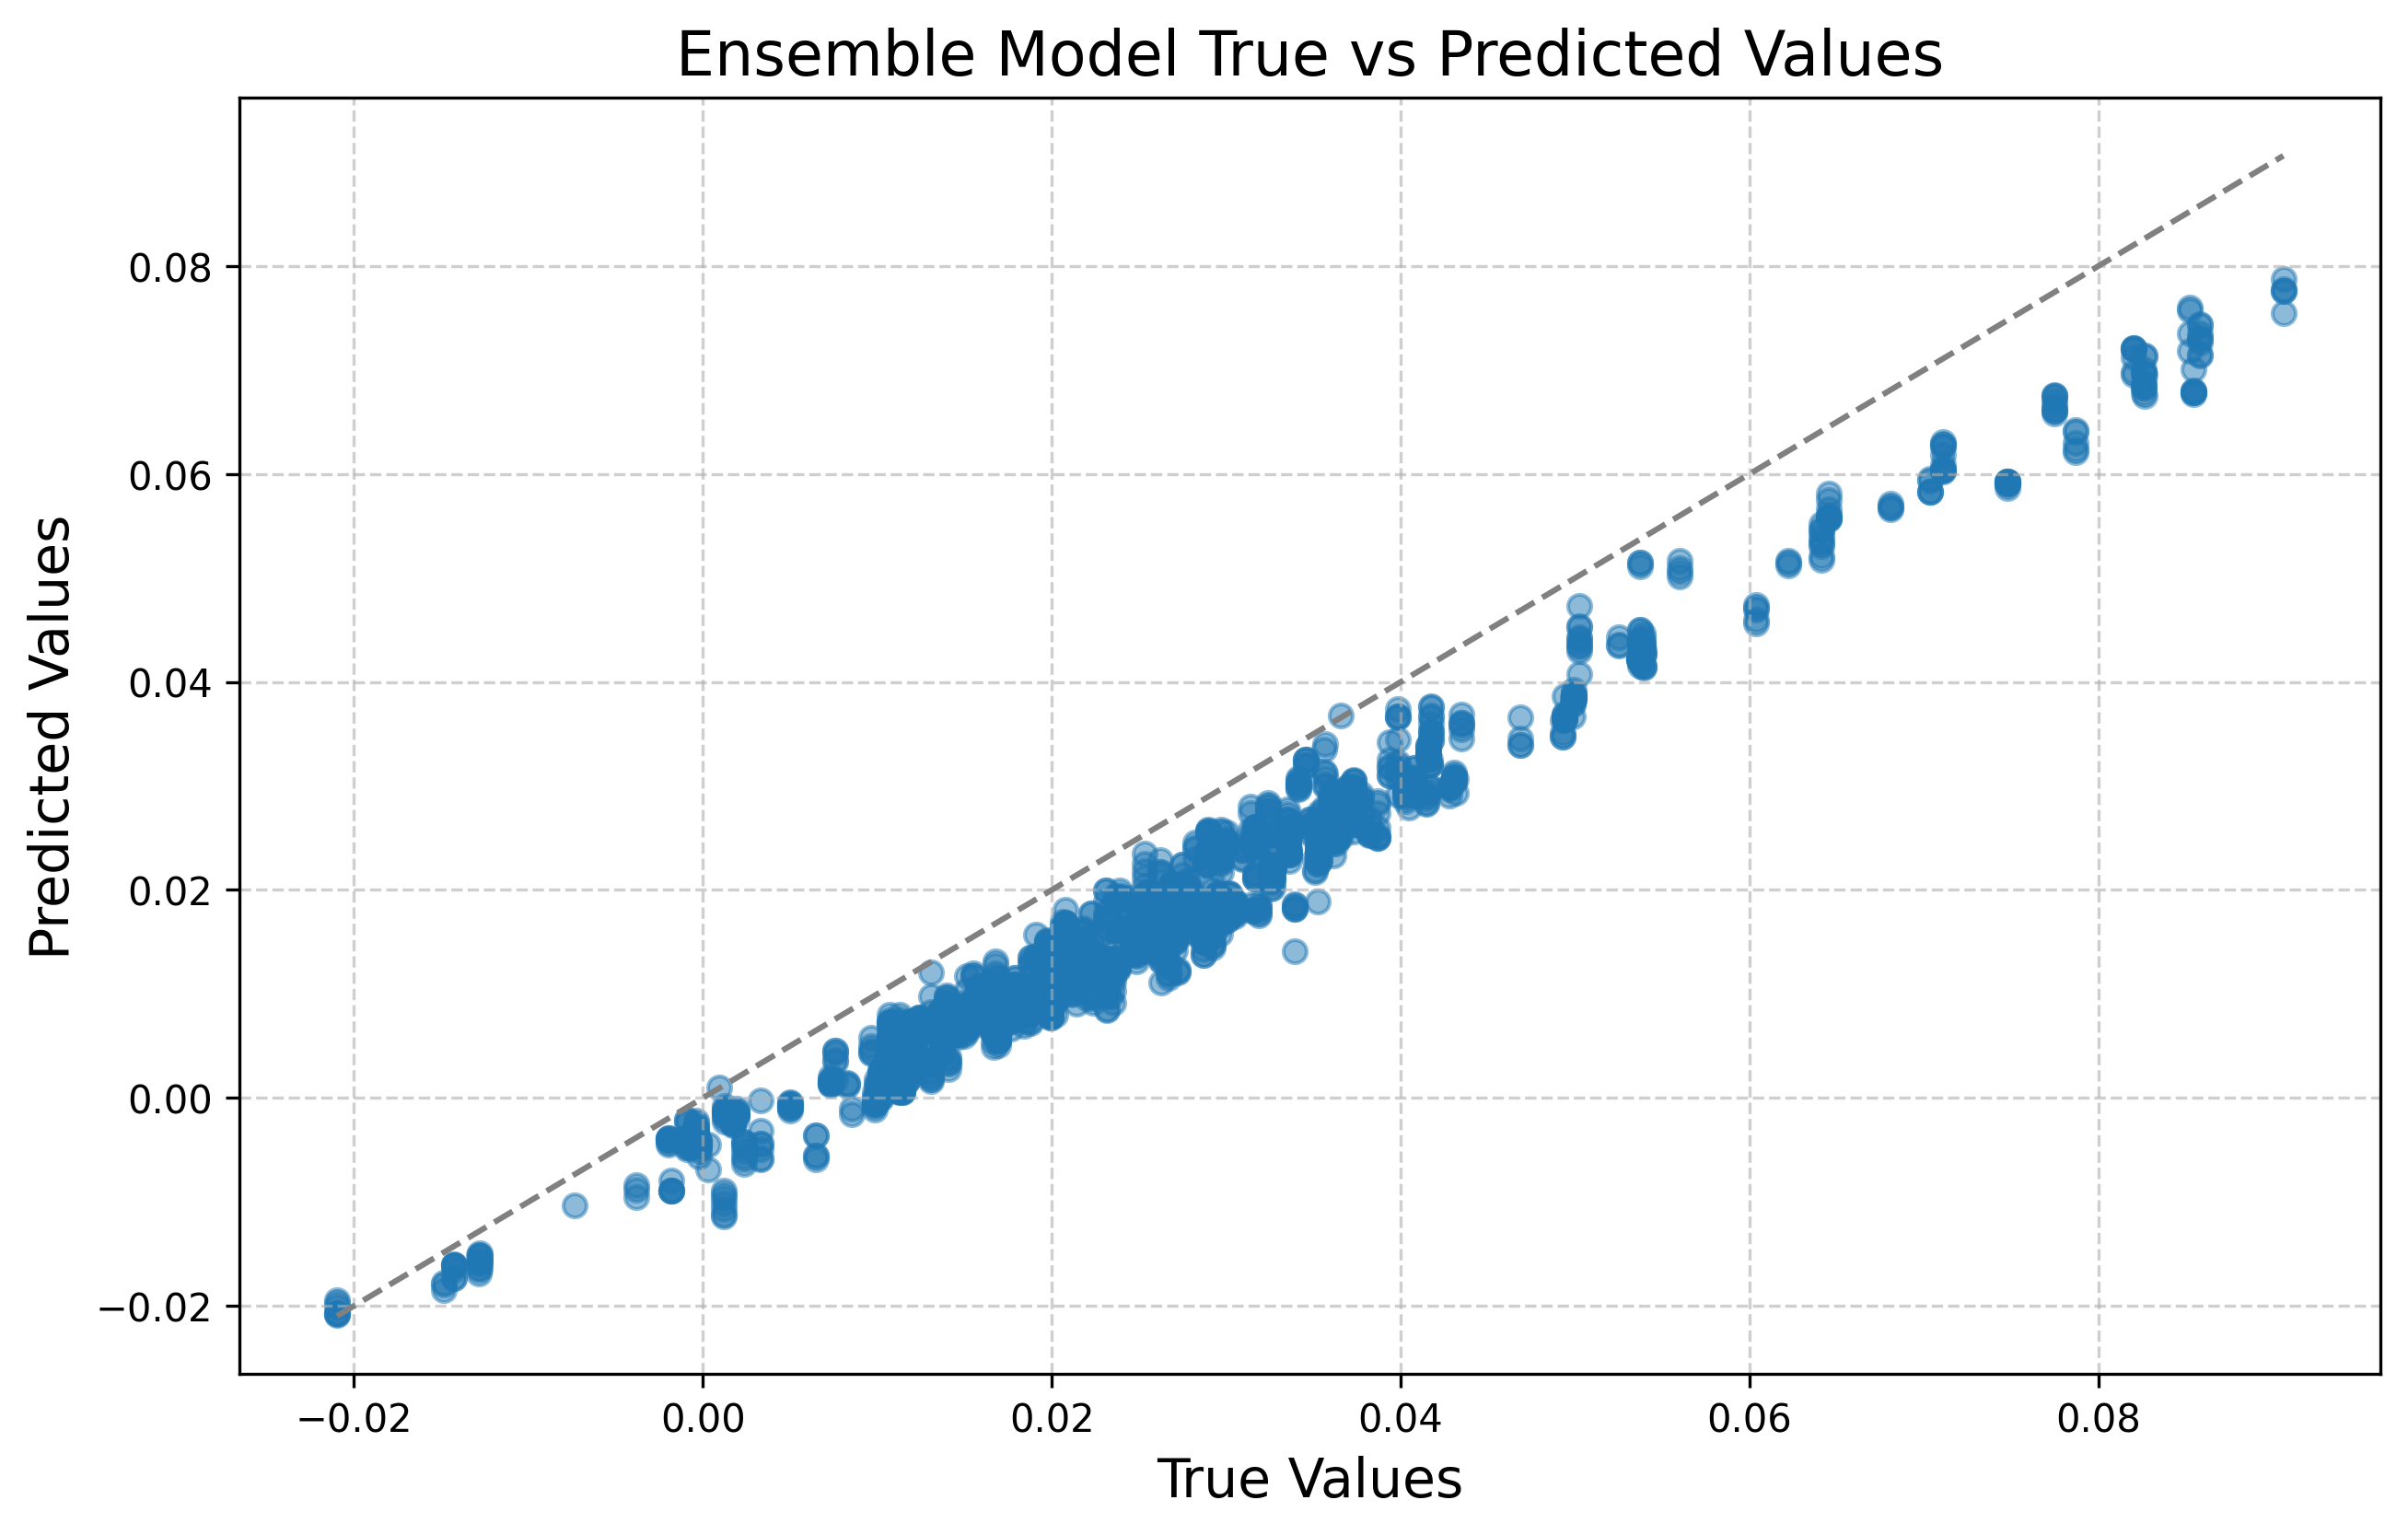 Ensemble Model True vs Predicted Values
Predicted Values
0.08
0.06
0.04
0.02
0.00
−0.02
−0.02 0.00 0.02 0.04 0.06 0.08
True Values